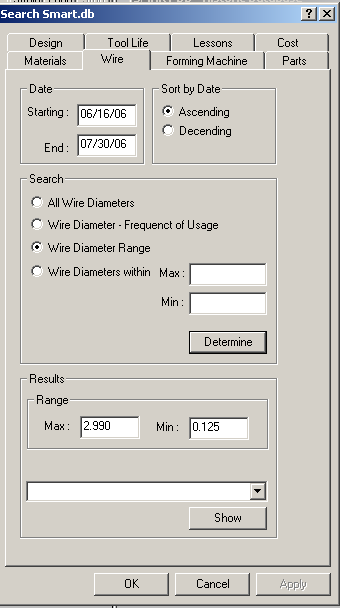 Search Smart.db
Design Tool Life Lessons Cost
Materials Wire Forming Machine Parts
Date
Starting : 06/16/06
End : 07/30/06
Sort by Date
Ascending
Decending
Search
All Wire Diameters
Wire Diameter - Frequenct of Usage
Wire Diameter Range
Wire Diameters within Max :
Min :
Determine
Results
Range
Max : 2.990 Min : 0.125
Show
OK Cancel Apply